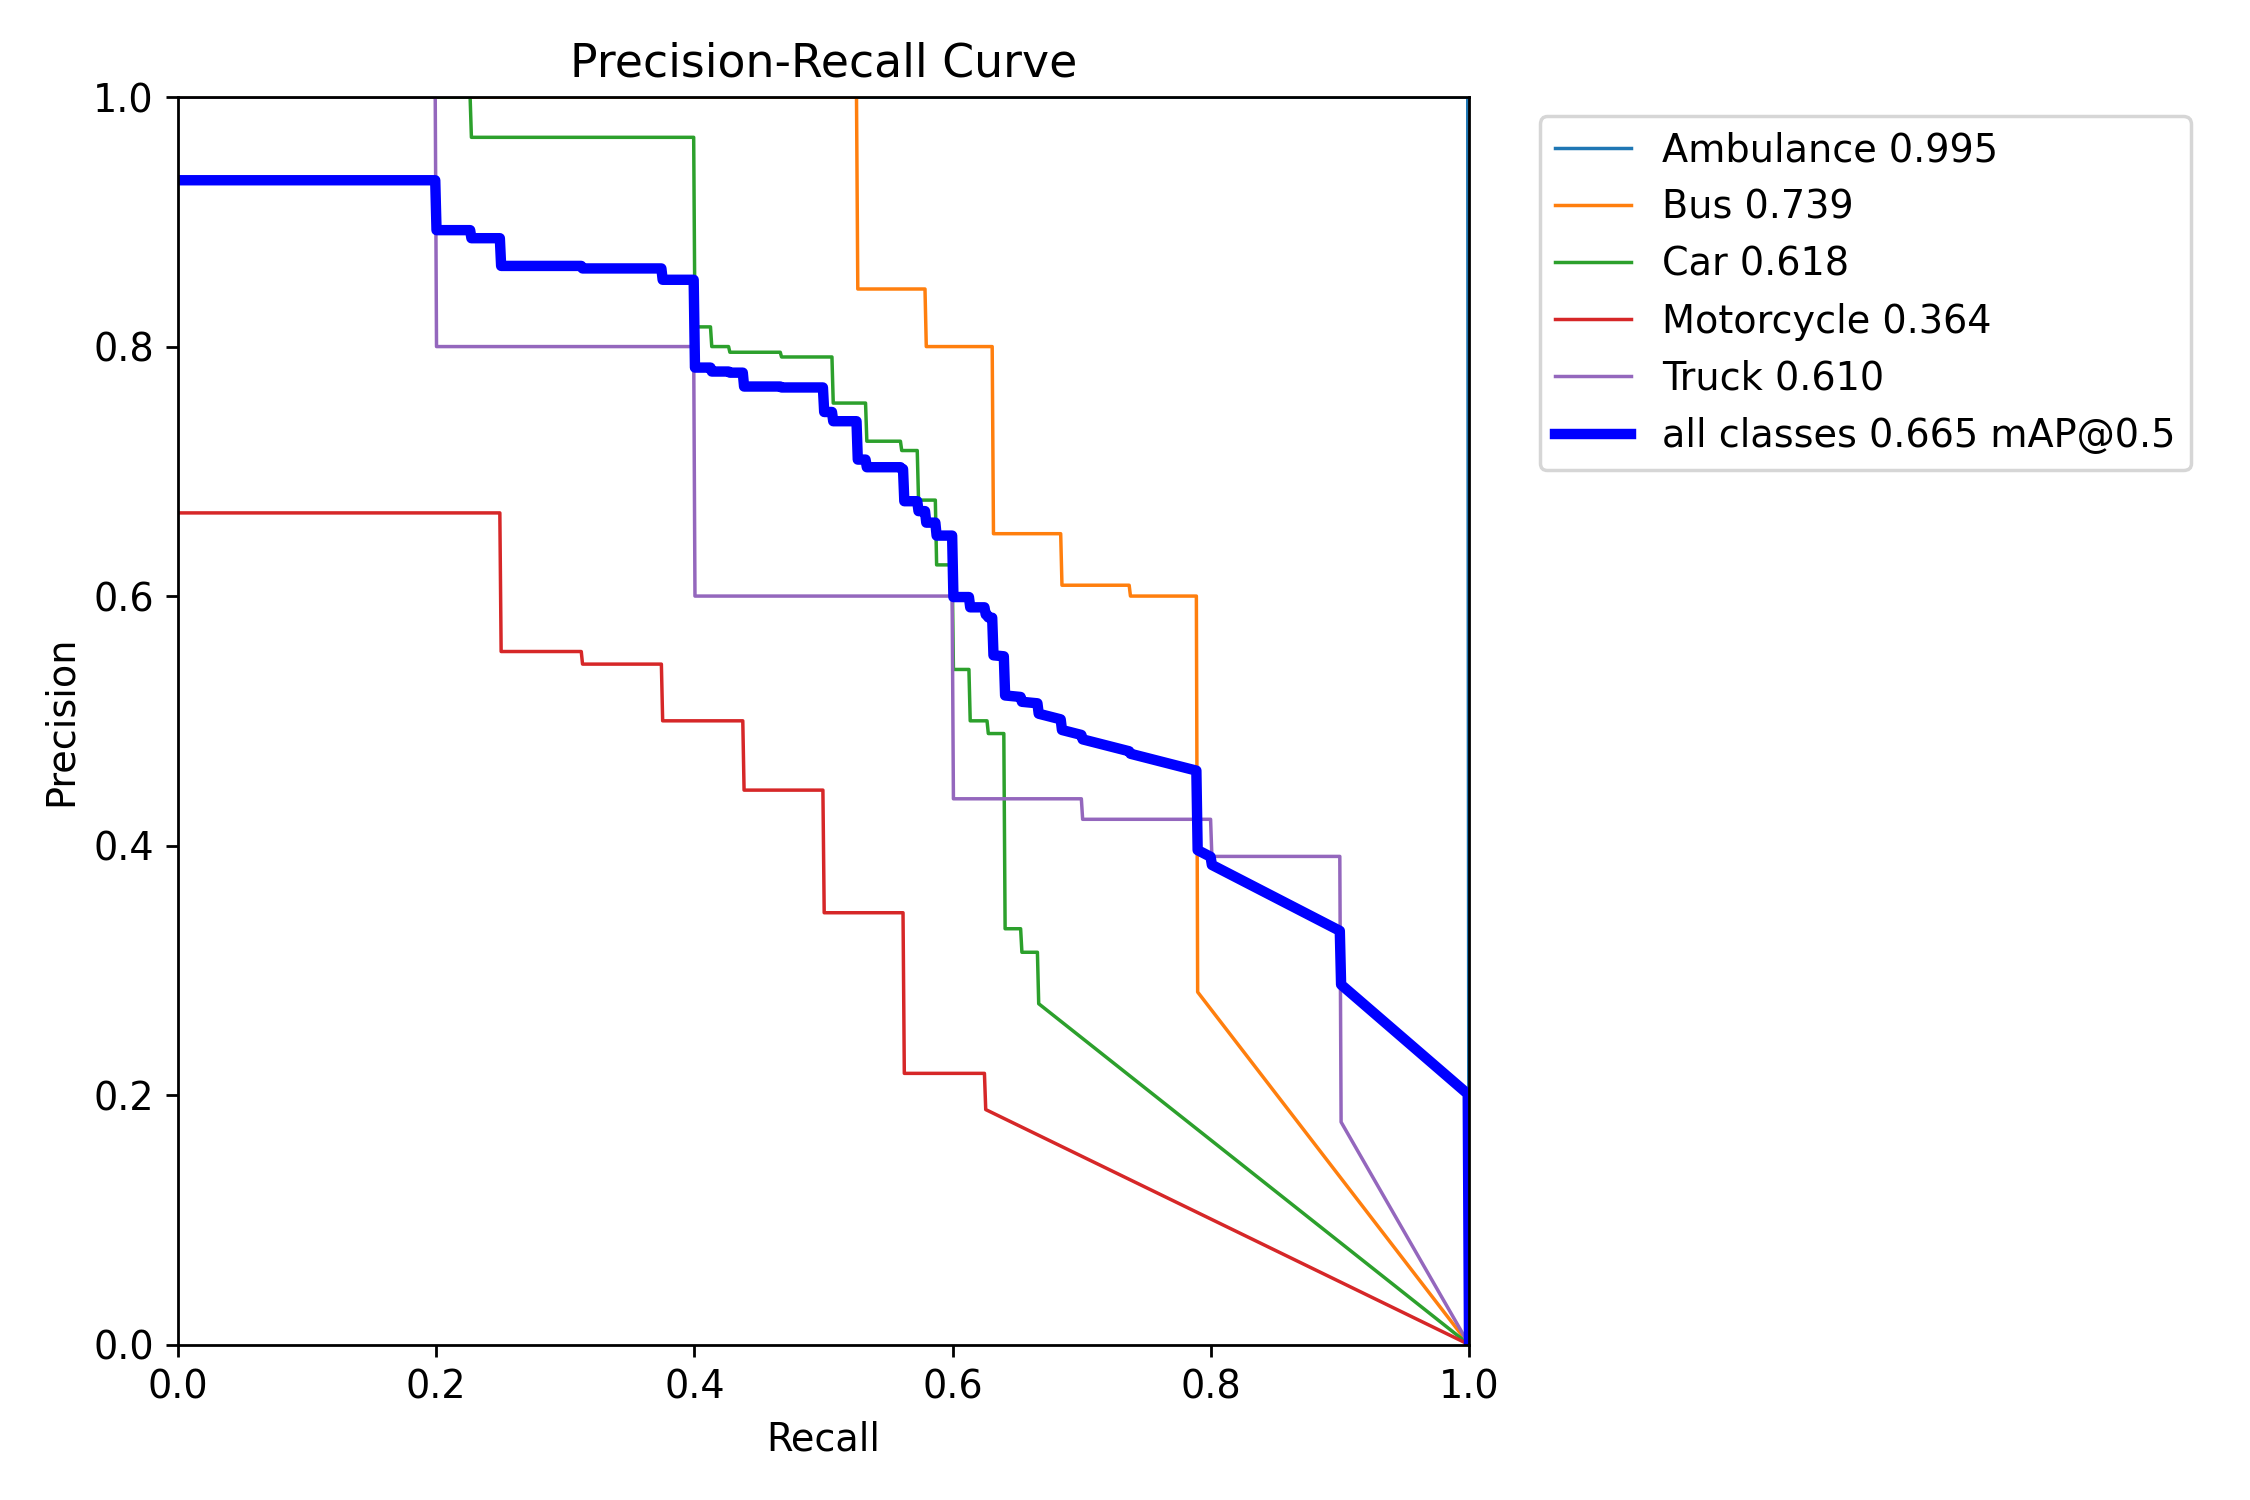 Precision-Recall Curve
1.0
0.8
0.6
0.4
0.2
0.0
Precision
0.0 0.2 0.4 0.6 0.8 1.0
Recall
Ambulance 0.995
Bus 0.739
Car 0.618
Motorcycle 0.364
Truck 0.610
all classes 0.665 mAP@0.5